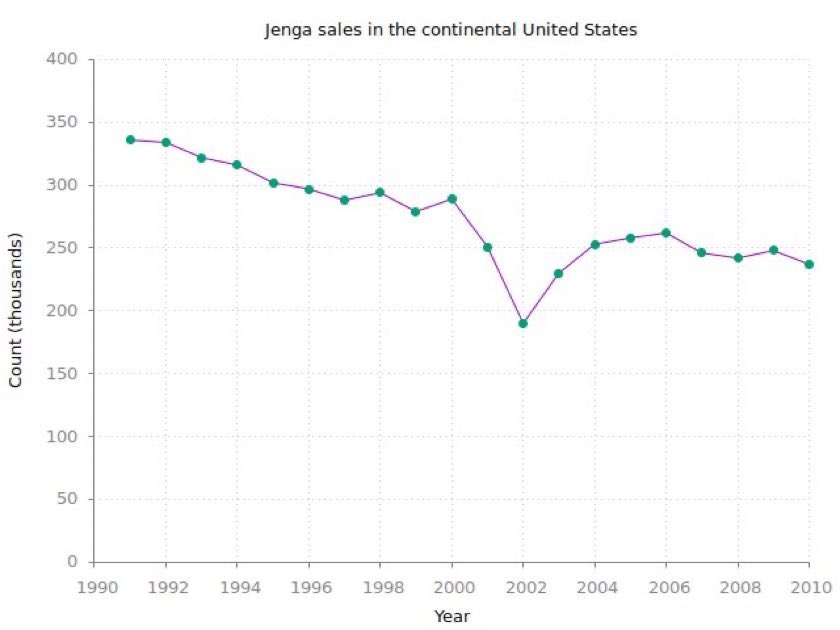 Jenga sales in the continental United States
400
350
300
250
200
150
100
50
0
Count (thousands)
1990 1992 1994 1996 1998 2000 2002 2004 2006 2008 2010
Year